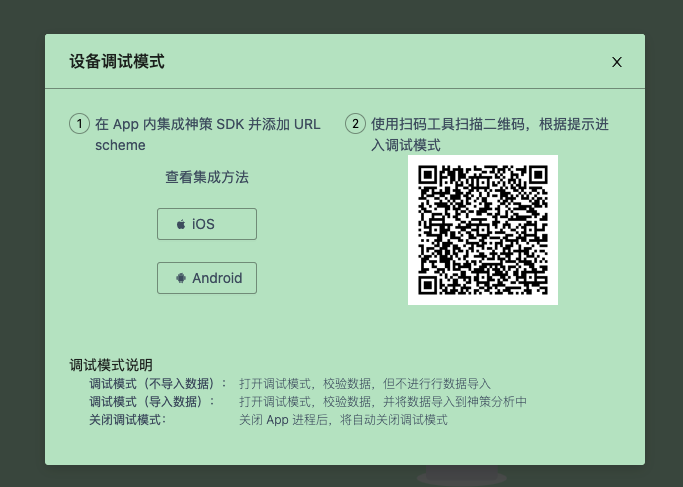 设备调试模式
X
1 在 App 内集成神策 SDK 并添加 URL
scheme
查看集成方法
iOS
Android
2 使用扫码工具扫描二维码，根据提示进
入调试模式
调试模式说明
调试模式（不导入数据）： 打开调试模式，校验数据，但不进行行数据导入
调试模式（导入数据）： 打开调试模式，校验数据，并将数据导入到神策分析中
关闭调试模式： 关闭 App 进程后，将自动关闭调试模式